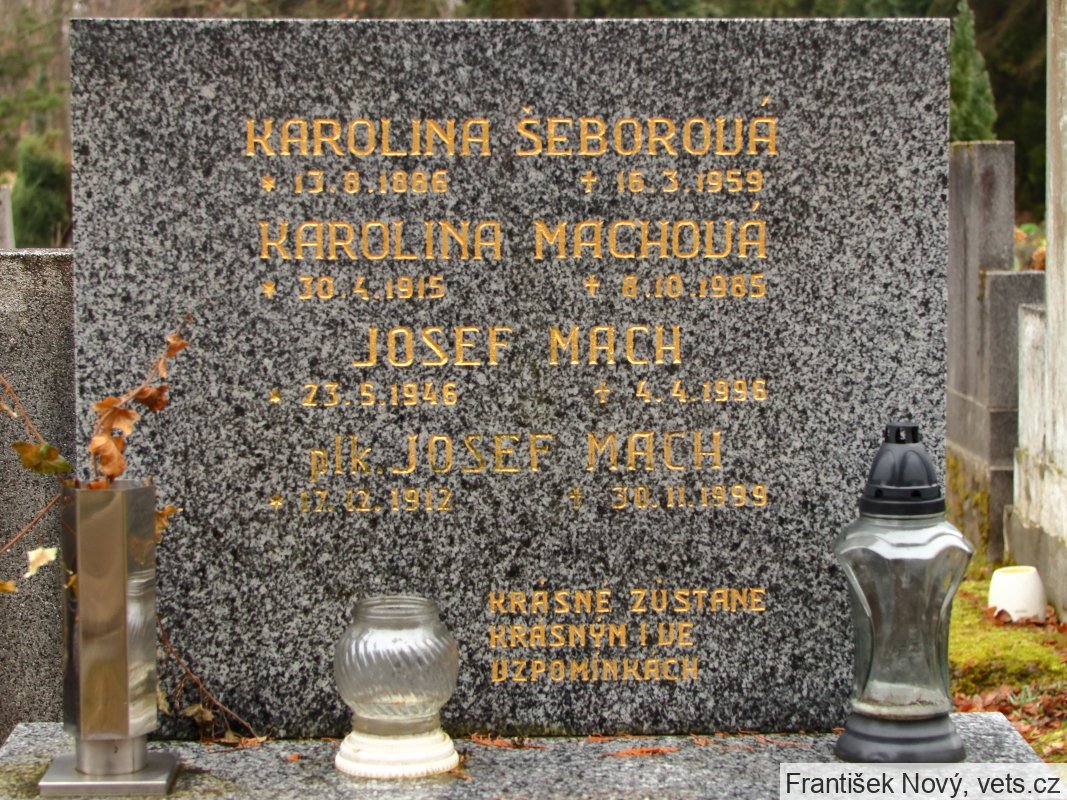 KAROLINA ŠEBOROVÁ
* 13.8.1886 † 16.3.1959
KAROLINA MACHOVÁ
* 30.4.1915 † 8.10.1985
JOSEF MACH
* 23.5.1946 † 4.4.1996
plk. JOSEF MACH
* 17.12.1912 † 30.11.1999
KRÁSNÉ ZŮSTANE
KRÁSNÝM I VE
VZPOMÍNKÁCH
František Nový, vets.cz